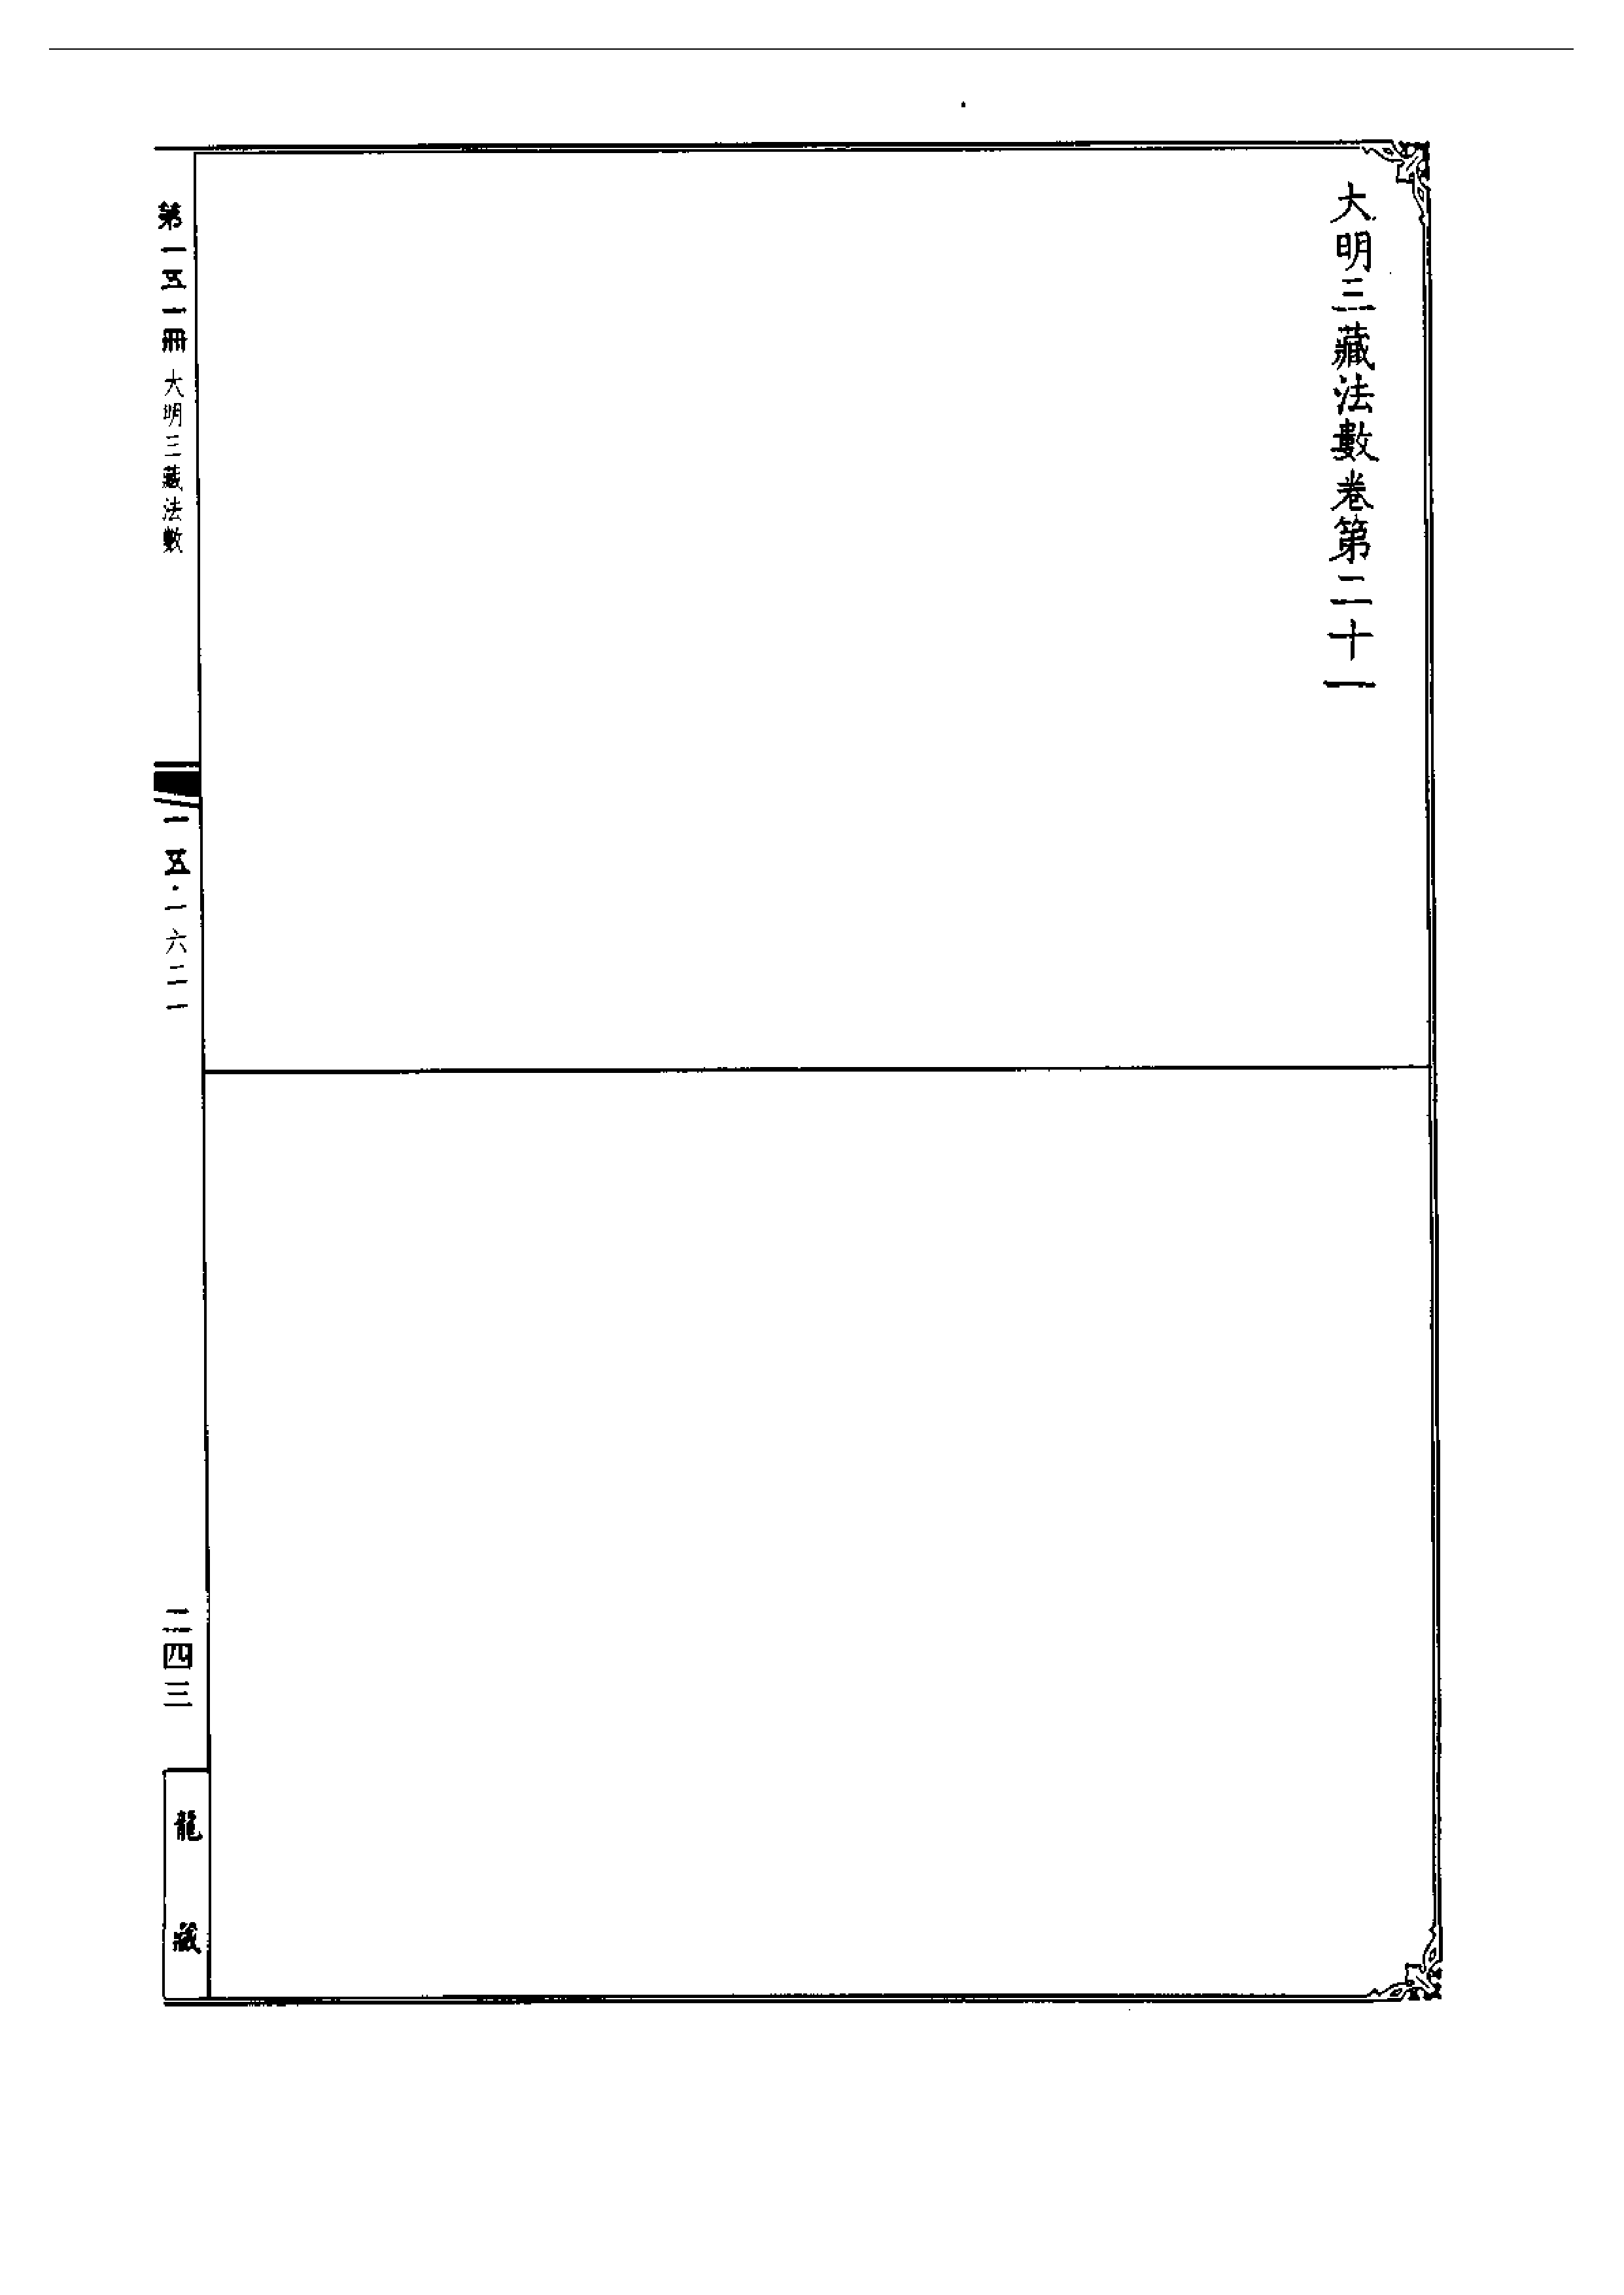 大明三藏法數卷第二十一
第一五一冊 大明三藏法數
一五·一六二一
二四三
龍藏